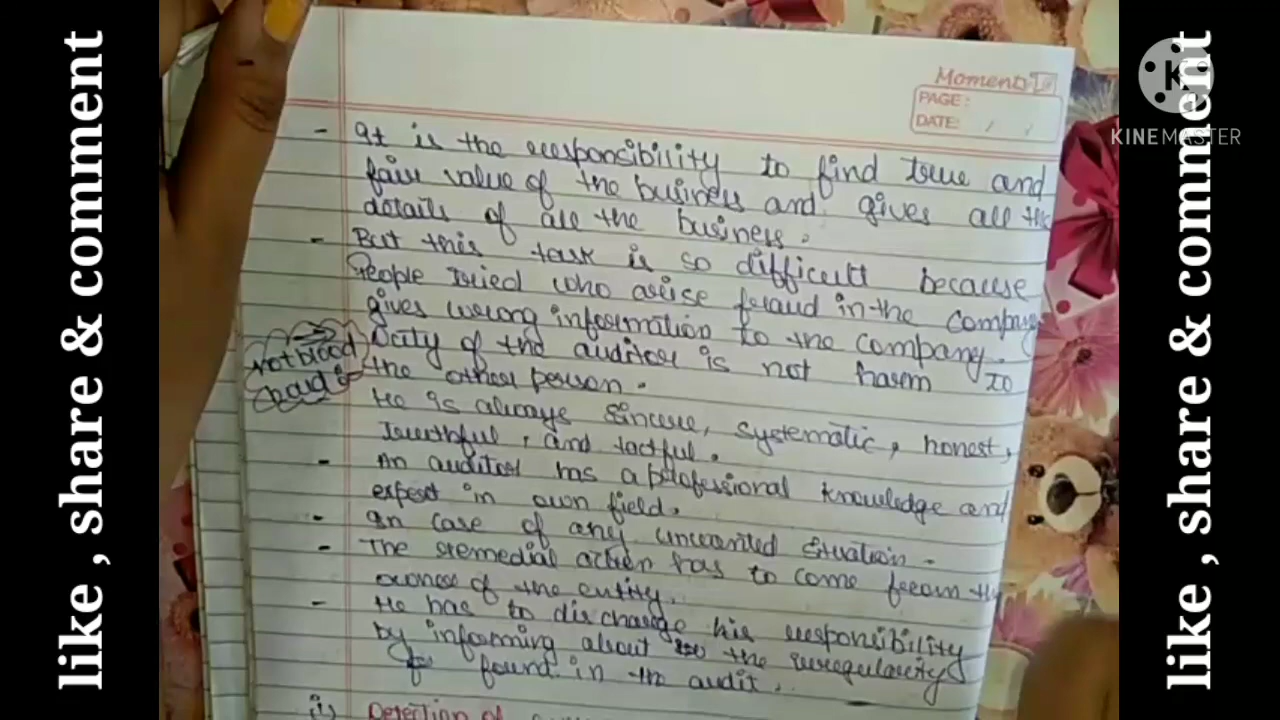 like , share & comment
Moments
PAGE:
DATE: / /
- It is the responsibility to find true and
fair value of the business and gives all the
details of all the business.
- But this task is so difficult because
People tried who arise fraud in the company
gives wrong information to the company.
Duty of the auditor is not harm to
not blood
hound
the other person.
He is always sincere, systematic, honest,
truthful, and tactful.
- An auditor has a professional knowledge and
expert in own field.
- In case of any unwanted situation.
- The remedial action has to come from the
owner of the entity.
- He has to discharge his responsibility
by informing about the irregularity
found in the audit.
i) Detection of
KINEMASTER
like , share & comment